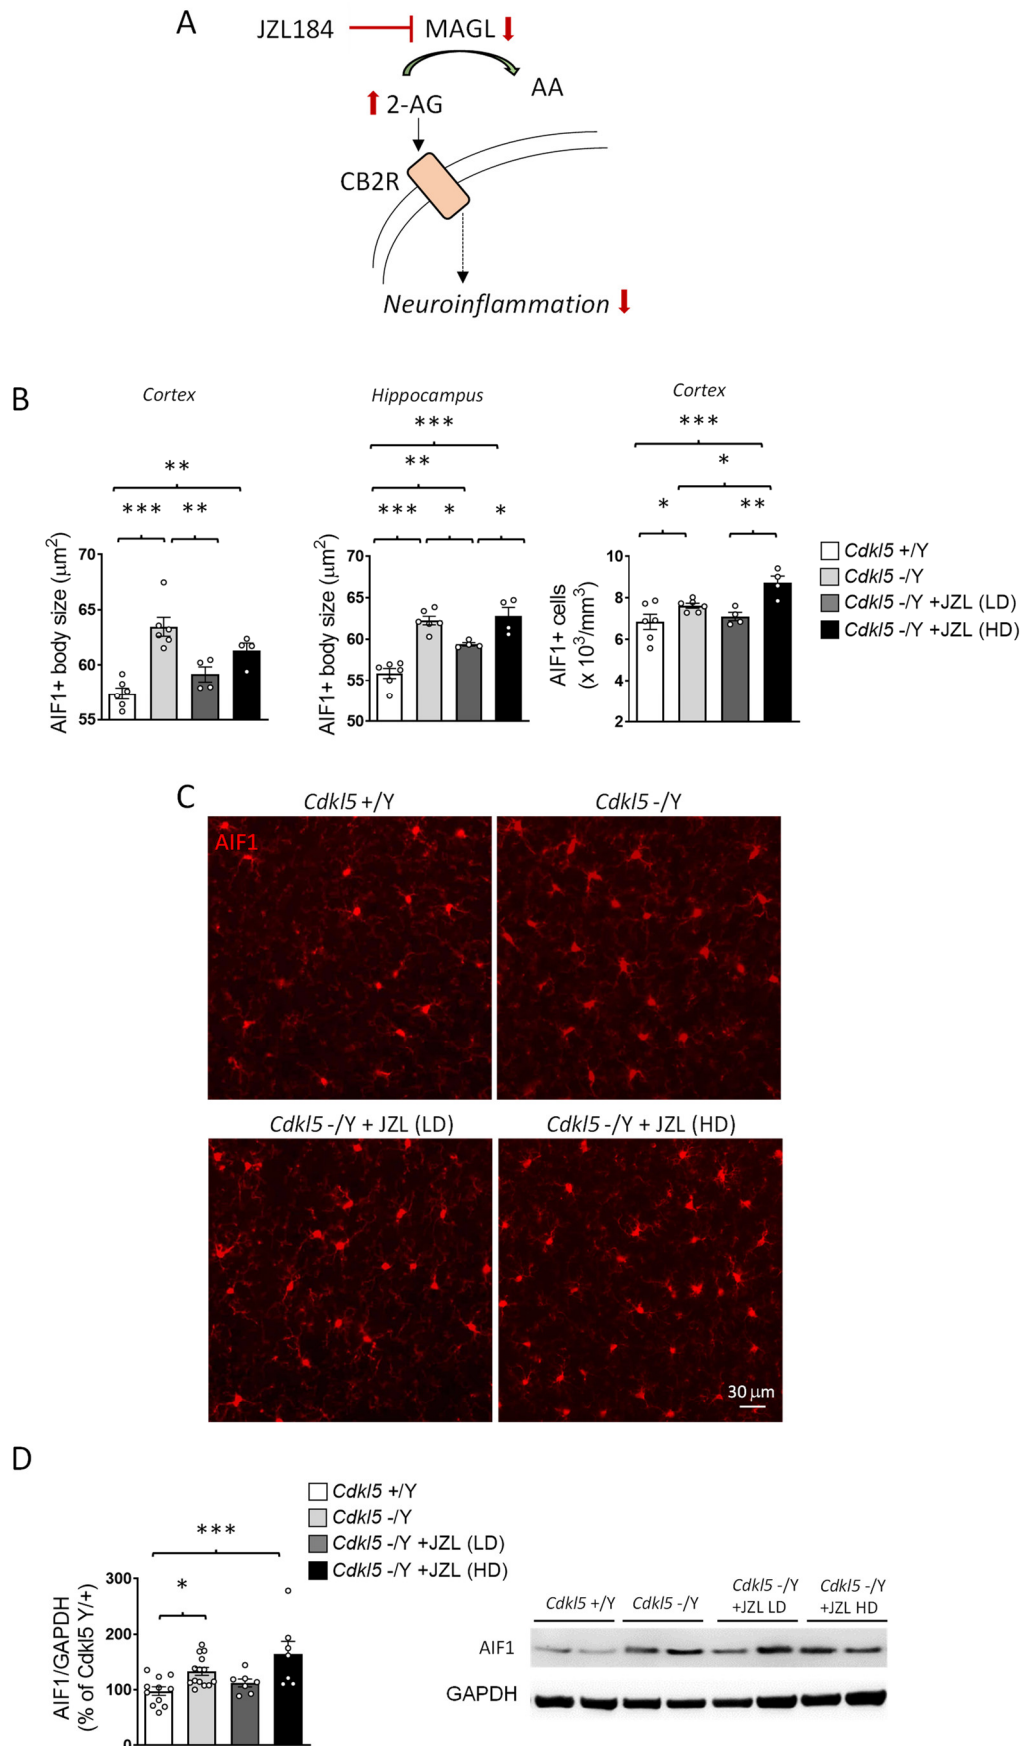 A
JZL184
MAGL
AA
2-AG
CB2R
Neuroinflammation
B
Cortex
Hippocampus
Cortex
***
***
**
**
*
*** **
*** * *
* **
AIF1+ body size (µm²)
70
65
60
55
AIF1+ body size (µm²)
70
65
60
55
50
AIF1+ cells
(x 10³/mm³)
10
8
6
4
2
Cdkl5 +/Y
Cdkl5 -/Y
Cdkl5 -/Y +JZL (LD)
Cdkl5 -/Y +JZL (HD)
C
Cdkl5 +/Y
Cdkl5 -/Y
AIF1
Cdkl5 -/Y + JZL (LD)
Cdkl5 -/Y + JZL (HD)
30 µm
D
Cdkl5 +/Y
Cdkl5 -/Y
Cdkl5 -/Y +JZL (LD)
Cdkl5 -/Y +JZL (HD)
***
*
AIF1/GAPDH
(% of Cdkl5 Y/+)
300
200
100
0
Cdkl5 +/Y
Cdkl5 -/Y
Cdkl5 -/Y
+JZL LD
Cdkl5 -/Y
+JZL HD
AIF1
GAPDH